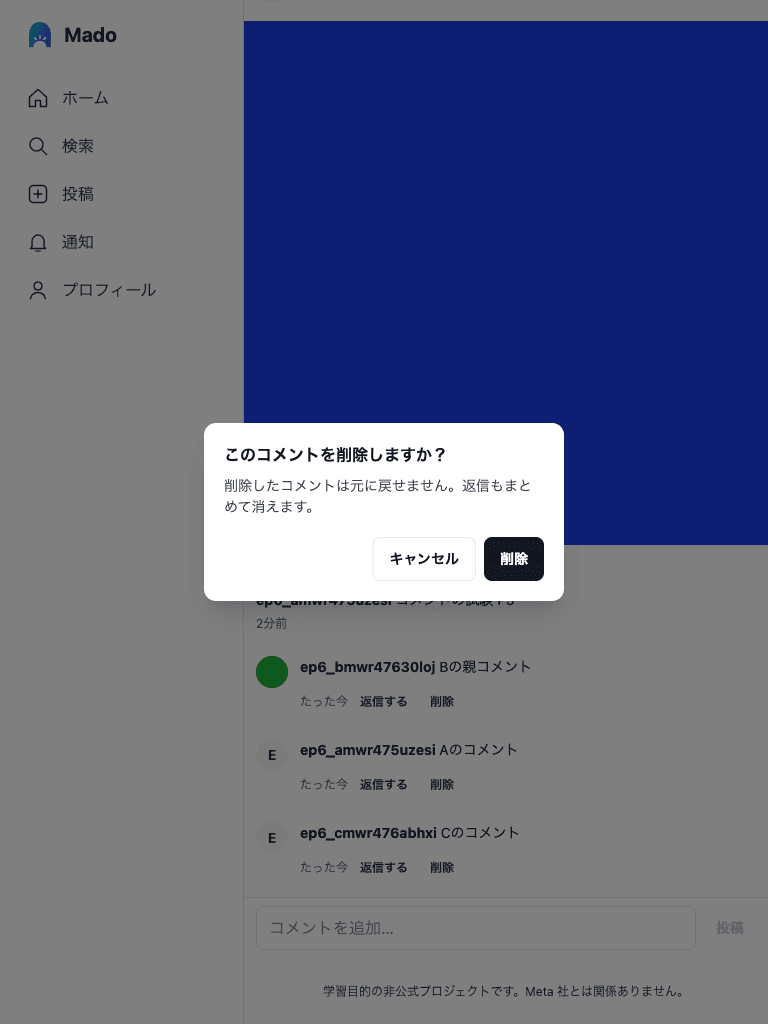 Mado
ホーム
検索
投稿
通知
プロフィール
このコメントを削除しますか？
削除したコメントは元に戻せません。返信もまと
めて消えます。
キャンセル
削除
2分前
ep6_bmwr47630loj Bの親コメント
たった今 返信する 削除
E
ep6_amwr475uzesi Aのコメント
たった今 返信する 削除
E
ep6_cmwr476abhxi Cのコメント
たった今 返信する 削除
コメントを追加...
投稿
学習目的の非公式プロジェクトです。Meta 社とは関係ありません。